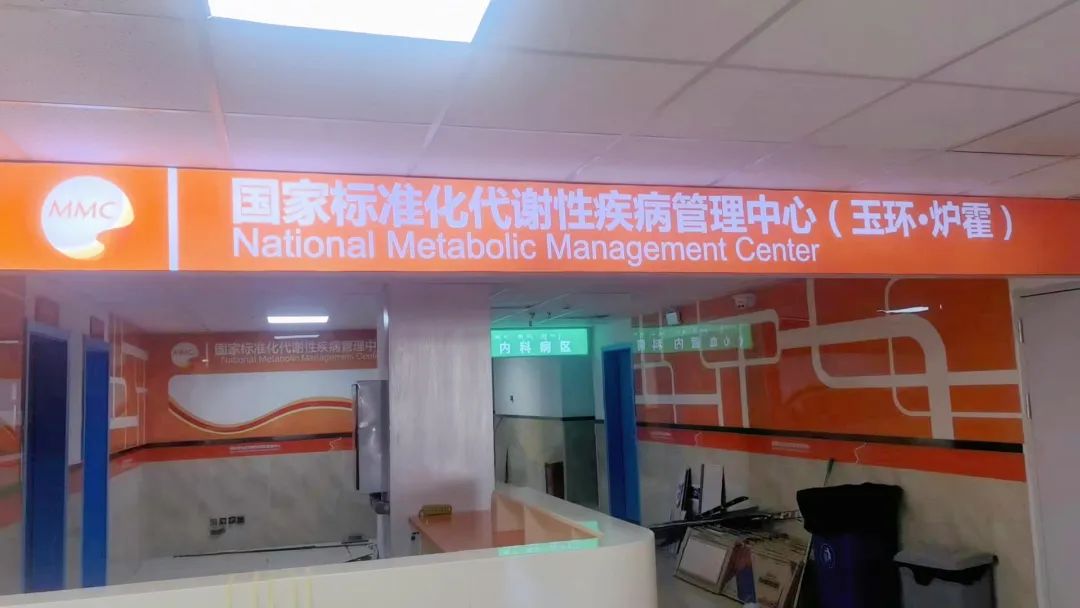 MMC
国家标准化代谢性疾病管理中心（玉环·炉霍）
National Metabolic Management Center
MMC
国家标准化代谢性疾病管理中
National Metabolic Management Cente
内科病区